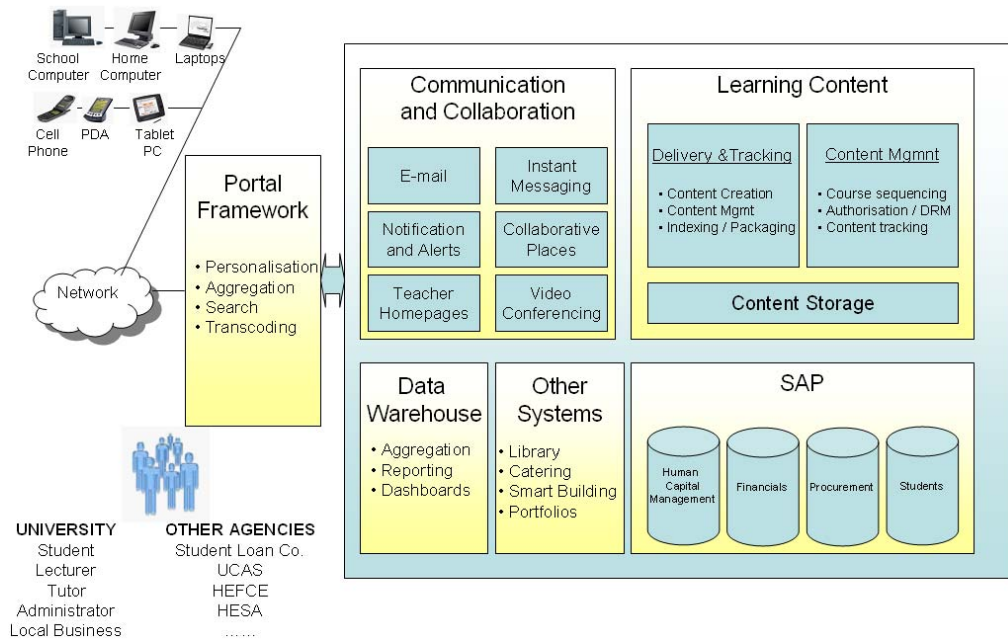 School
Computer
Home
Computer
Laptops
Cell
Phone
PDA
Tablet
PC
Network
Portal
Framework
• Personalisation
• Aggregation
• Search
• Transcoding
Communication
and Collaboration
E-mail
Instant
Messaging
Notification
and Alerts
Collaborative
Places
Teacher
Homepages
Video
Conferencing
Learning Content
Delivery &Tracking
• Content Creation
• Content Mgmt
• Indexing / Packaging
Content Mgmnt
• Course sequencing
• Authorisation / DRM
• Content tracking
Content Storage
Data
Warehouse
• Aggregation
• Reporting
• Dashboards
Other
Systems
• Library
• Catering
• Smart Building
• Portfolios
SAP
Human
Capital
Management
Financials
Procurement
Students
UNIVERSITY
Student
Lecturer
Tutor
Administrator
Local Business
OTHER AGENCIES
Student Loan Co.
UCAS
HEFCE
HESA
……